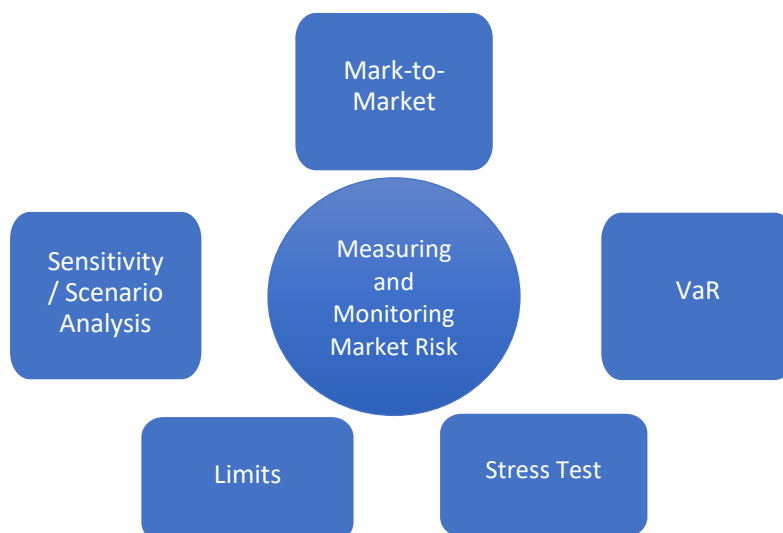 Mark-to-
Market
Measuring
and
Monitoring
Market Risk
Sensitivity
/ Scenario
Analysis
VaR
Limits
Stress Test